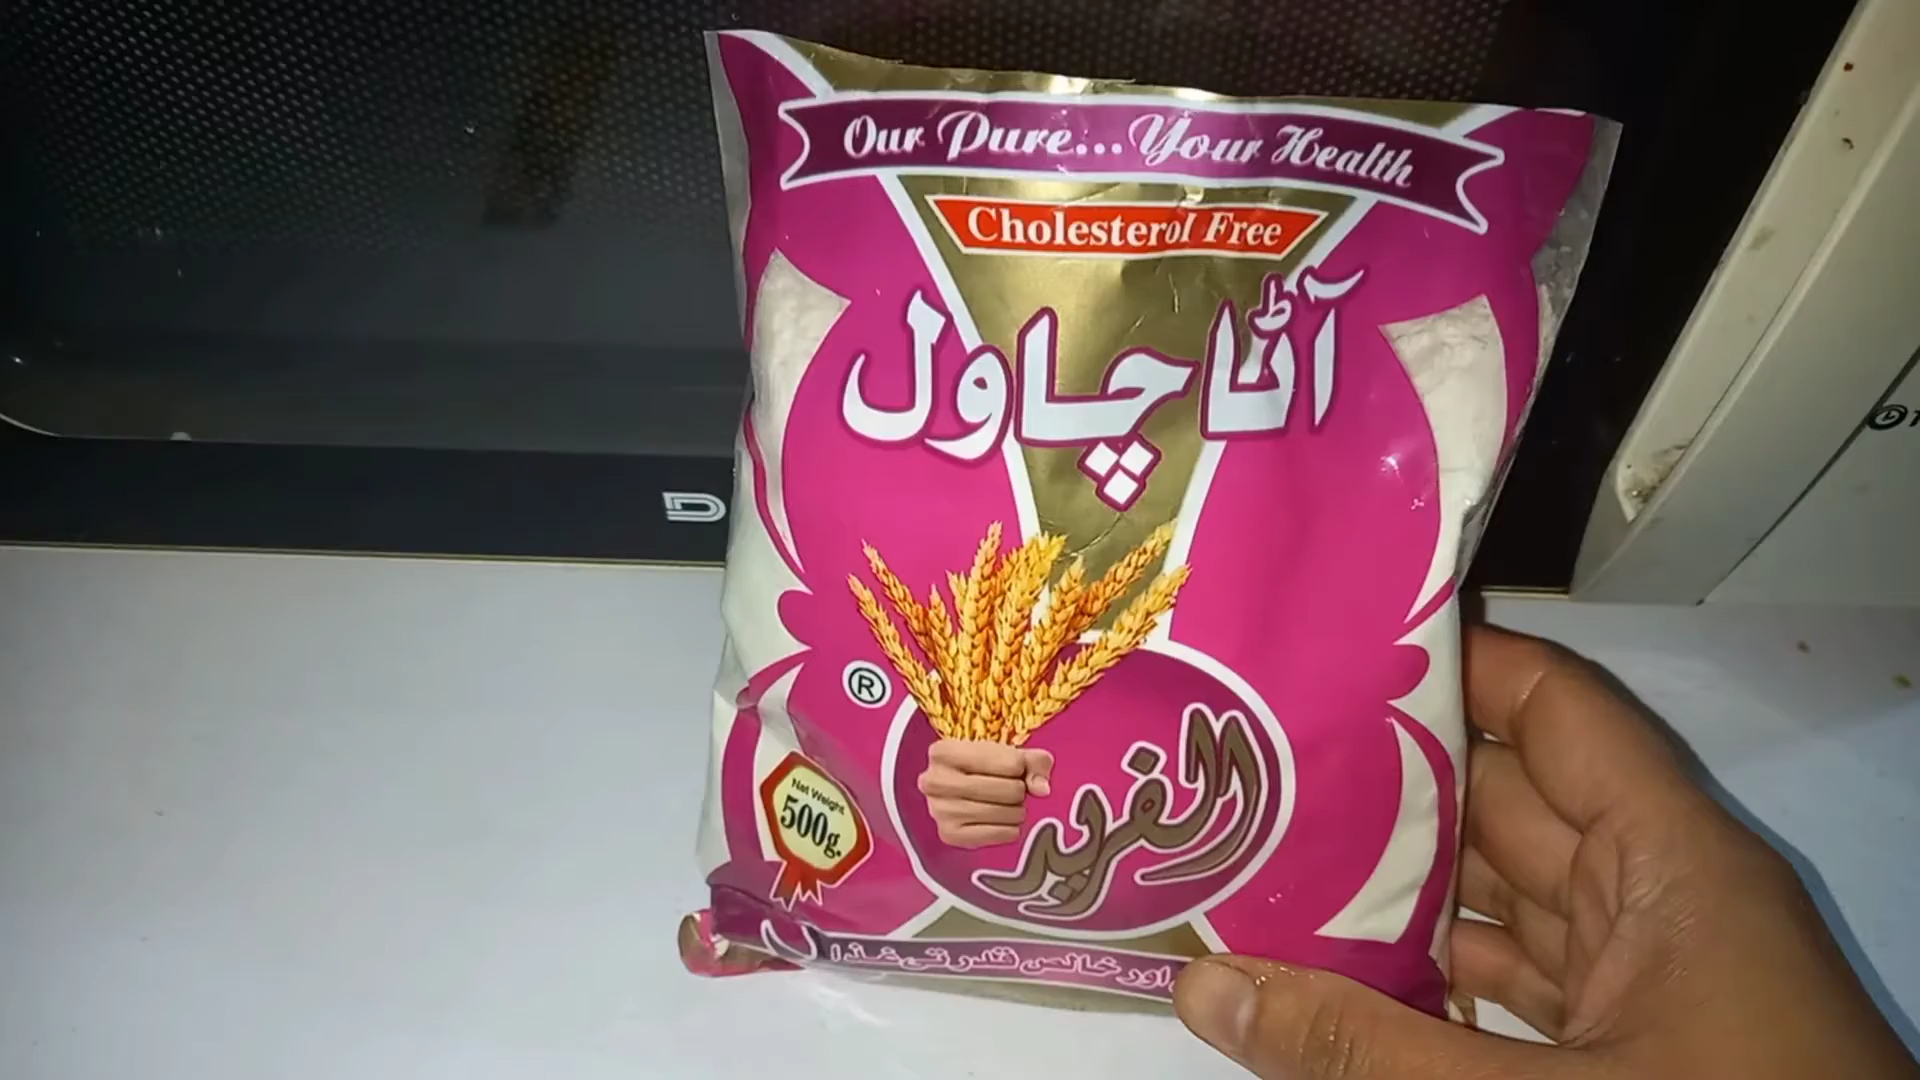 Our Pure...Your Health
Cholesterol Free
آٹا چاول
®
الفرید
Net Weight
500g.
اور خالص قدرتی غذا